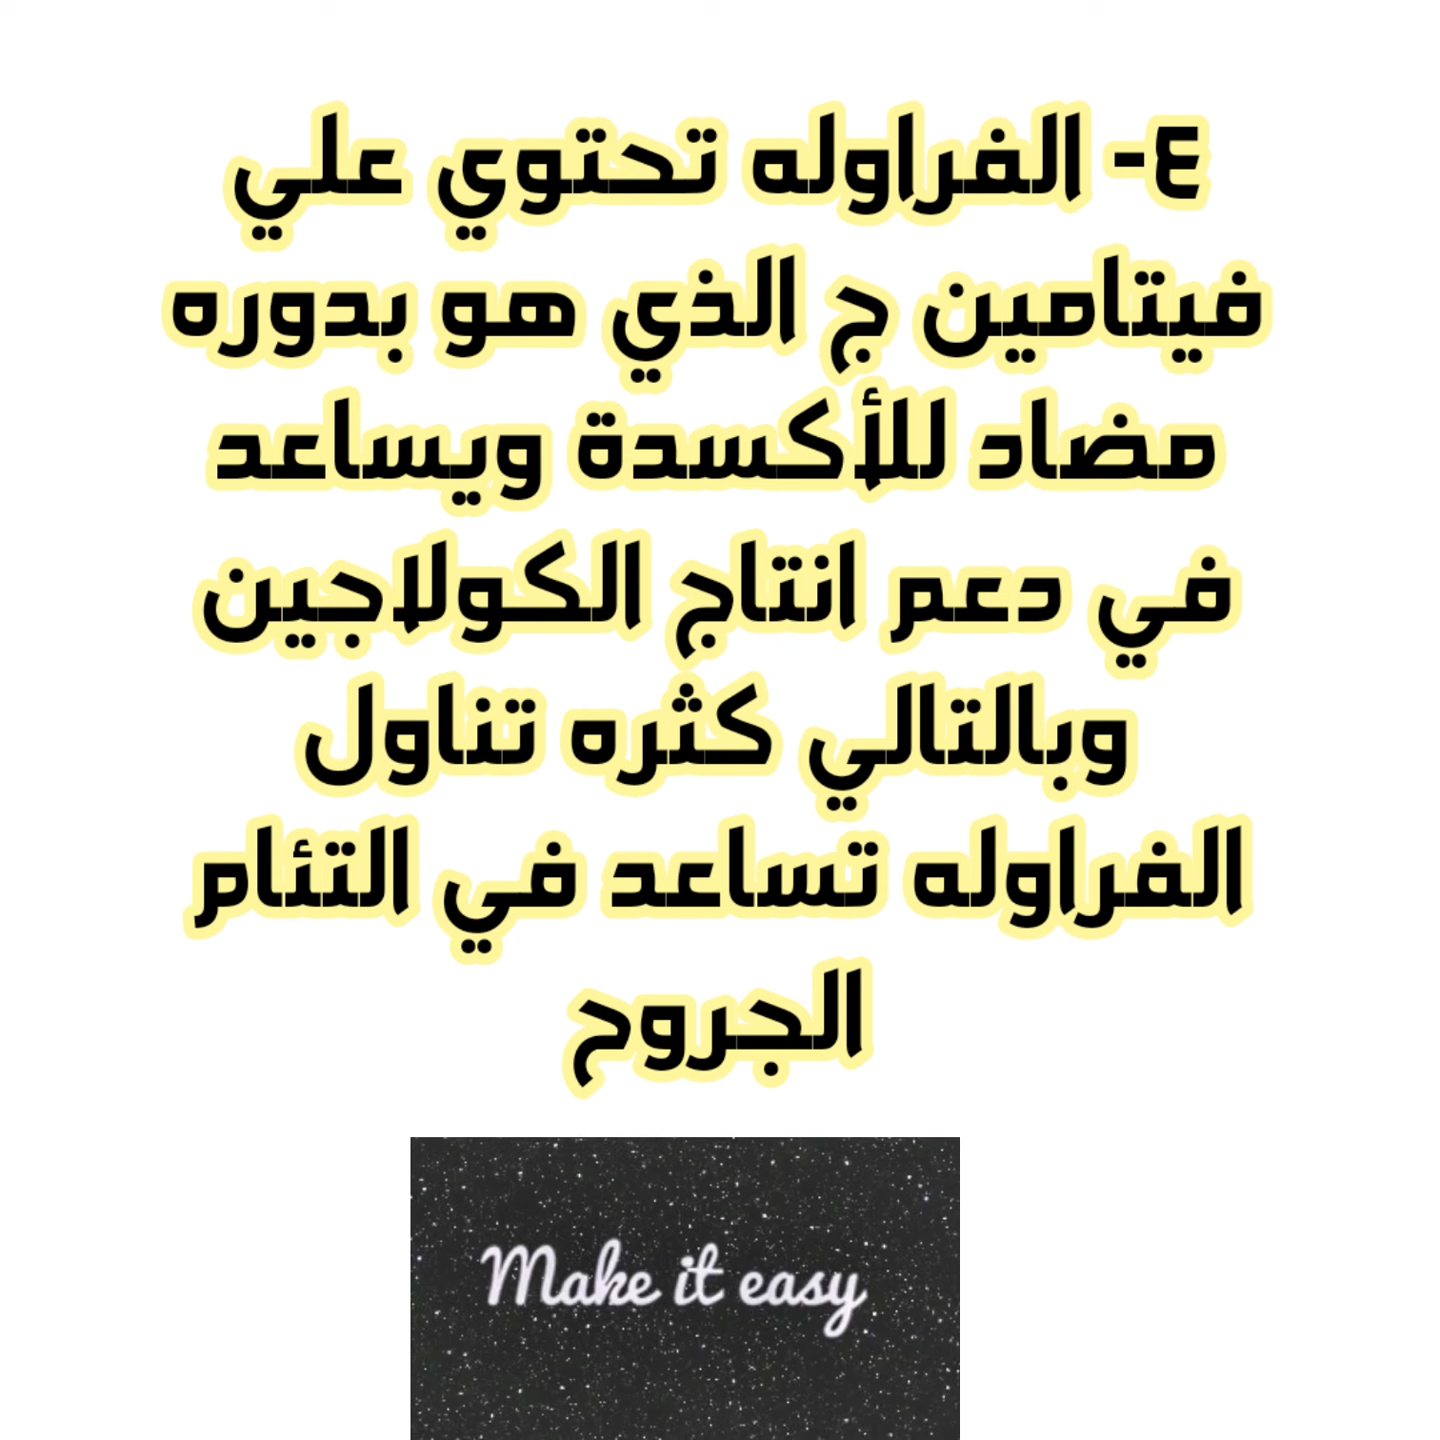 ٤- الفراوله تحتوي علي
فيتامين ج الذي هو بدوره
مضاد للأكسدة ويساعد
في دعم انتاج الكولاجين
وبالتالي كثره تناول
الفراوله تساعد في التئام
الجروح
Make it easy